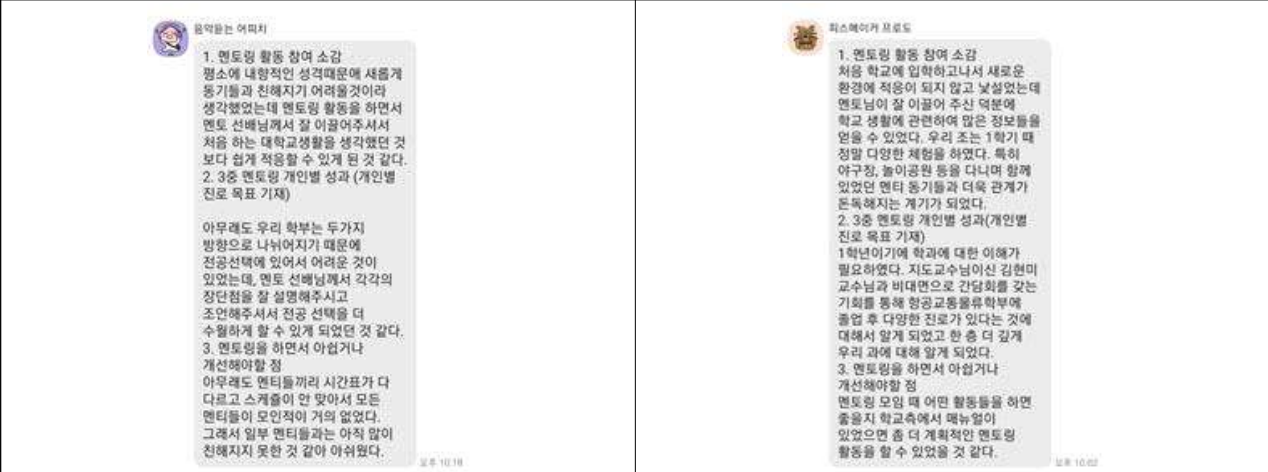 음악듣는 어피치
1. 멘토링 활동 참여 소감
평소에 내향적인 성격때문에 새롭게
동기들과 친해지기 어려울것이라
생각했었는데 멘토링 활동을 하면서
멘토 선배님께서 잘 이끌어주셔서
처음 하는 대학교생활을 생각했던 것
보다 쉽게 적응할 수 있게 된 것 같다.
2. 3중 멘토링 개인별 성과 (개인별
진로 목표 기재)
아무래도 우리 학부는 두가지
방향으로 나뉘어지기 때문에
전공선택에 있어서 어려운 것이
있었는데, 멘토 선배님께서 각각의
장단점을 잘 설명해주시고
조언해주셔서 전공 선택을 더
수월하게 할 수 있게 되었던 것 같다.
3. 멘토링을 하면서 아쉽거나
개선해야할 점
아무래도 멘티들끼리 시간표가 다
다르고 스케줄이 안 맞아서 모든
멘티들이 모인적이 거의 없었다.
그래서 일부 멘티들과는 아직 많이
친해지지 못한 것 같아 아쉬웠다.
오후 10:18
피스메이커 프로도
1. 멘토링 활동 참여 소감
처음 학교에 입학하고나서 새로운
환경에 적응이 되지 않고 낯설었는데
멘토님이 잘 이끌어 주신 덕분에
학교 생활에 관련하여 많은 정보들을
얻을 수 있었다. 우리 조는 1학기 때
정말 다양한 체험을 하였다. 특히
야구장, 놀이공원 등을 다니며 함께
있었던 멘티 동기들과 더욱 관계가
돈독해지는 계기가 되었다.
2. 3중 멘토링 개인별 성과(개인별
진로 목표 기재)
1학년이기에 학과에 대한 이해가
필요하였다. 지도교수님이신 김현미
교수님과 비대면으로 간담회를 갖는
기회를 통해 항공교통물류학부에
졸업 후 다양한 진로가 있다는 것에
대해서 알게 되었고 한 층 더 깊게
우리 과에 대해 알게 되었다.
3. 멘토링을 하면서 아쉽거나
개선해야할 점
멘토링 모임 때 어떤 활동들을 하면
좋을지 학교측에서 매뉴얼이
있었으면 좀 더 계획적인 멘토링
활동을 할 수 있었을 것 같다.
오후 10:02